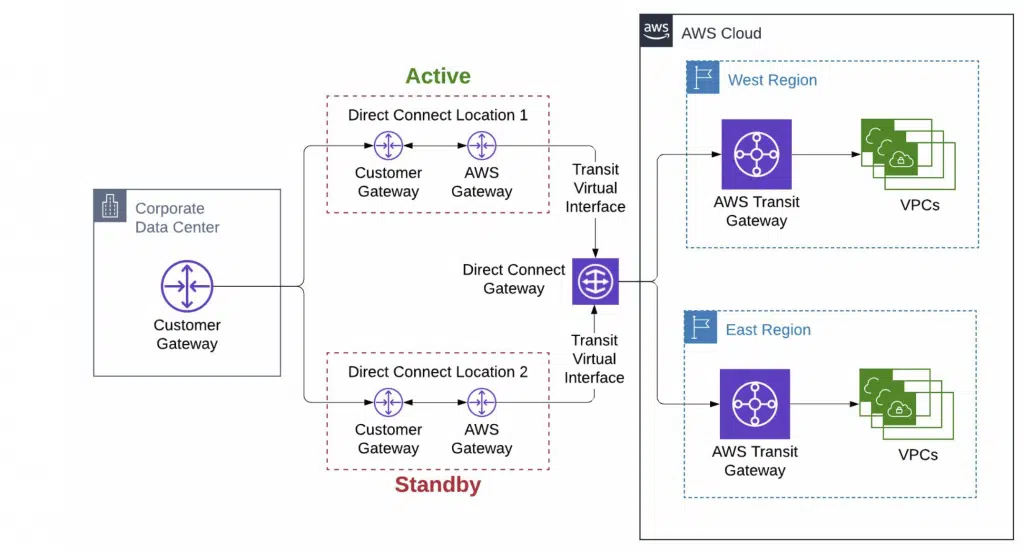 aws
AWS Cloud
Active
West Region
Direct Connect Location 1
Customer
Gateway
AWS
Gateway
Transit
Virtual
Interface
AWS Transit
Gateway
VPCs
Corporate
Data Center
Customer
Gateway
Direct Connect
Gateway
East Region
Transit
Virtual
Interface
Direct Connect Location 2
Customer
Gateway
AWS
Gateway
AWS Transit
Gateway
VPCs
Standby